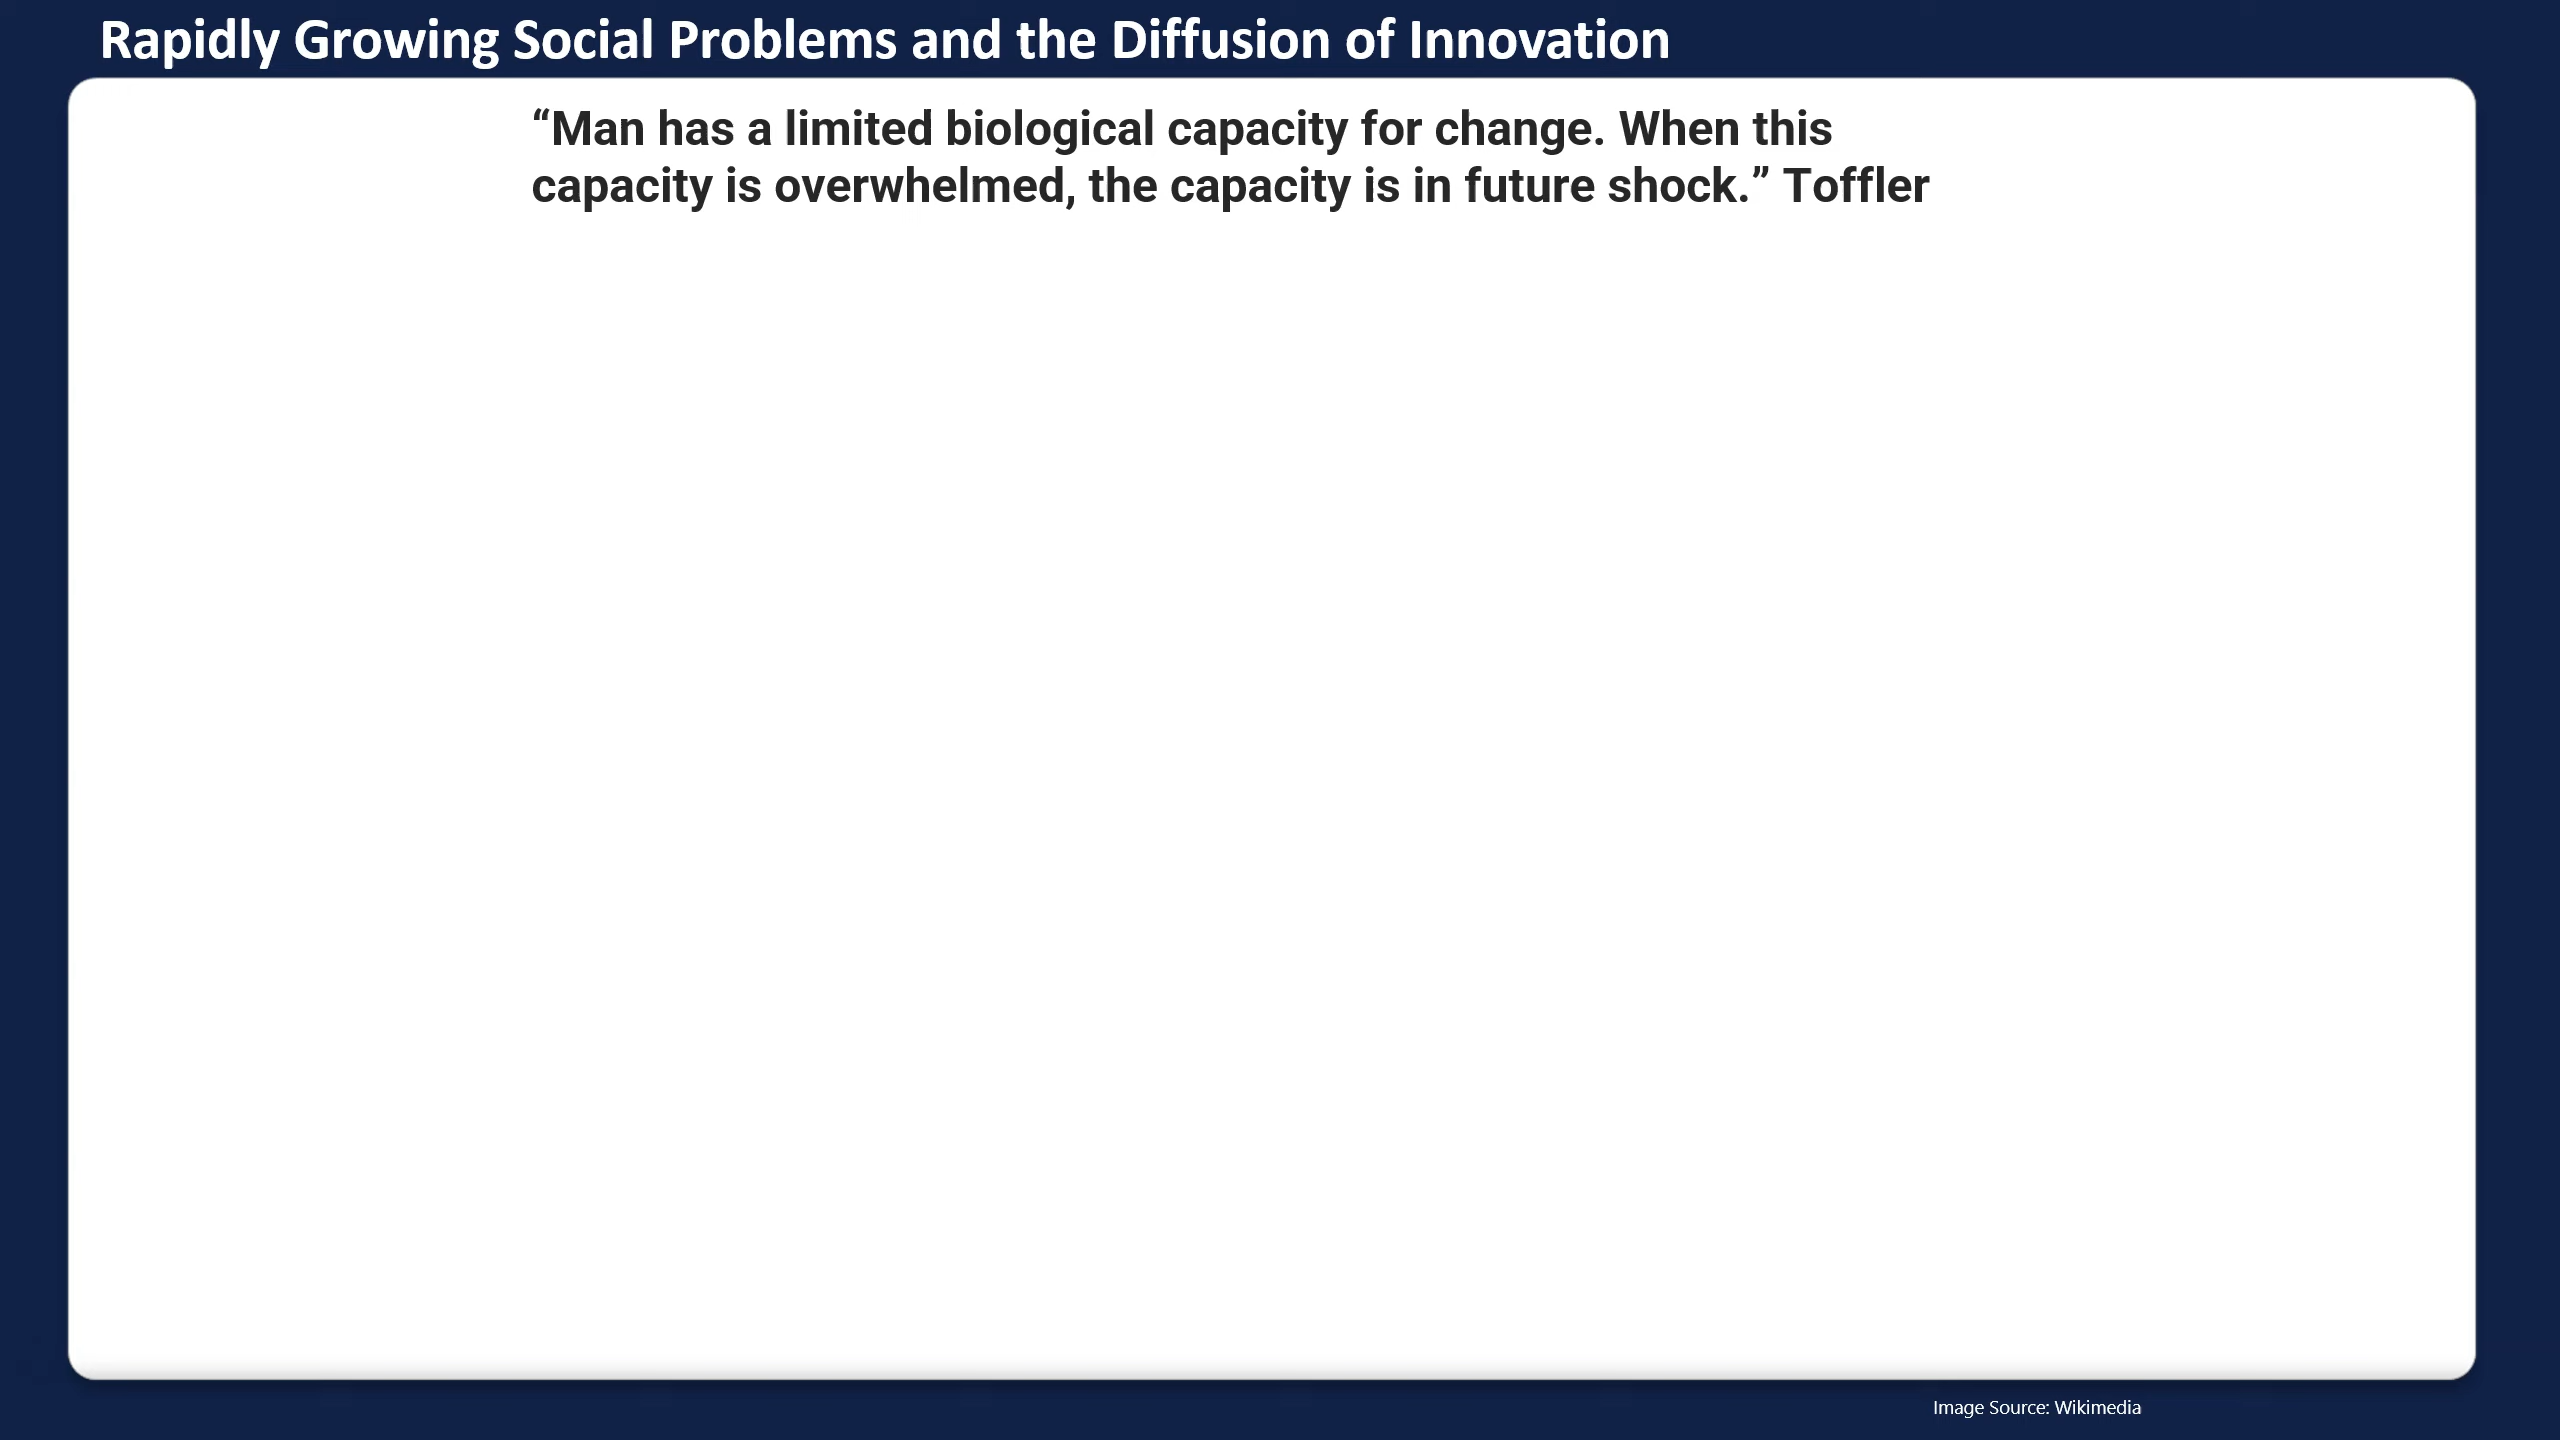 Rapidly Growing Social Problems and the Diffusion of Innovation
“Man has a limited biological capacity for change. When this
capacity is overwhelmed, the capacity is in future shock.” Toffler
Image Source: Wikimedia